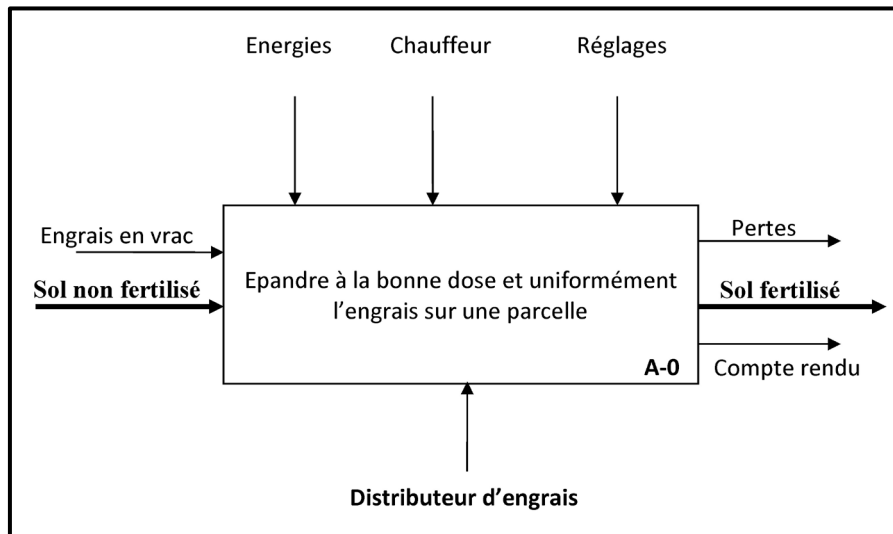 Energies Chauffeur Réglages
Engrais en vrac
Pertes
Sol non fertilisé
Epandre à la bonne dose et uniformément
l'engrais sur une parcelle
Sol fertilisé
A-0
Compte rendu
Distributeur d'engrais